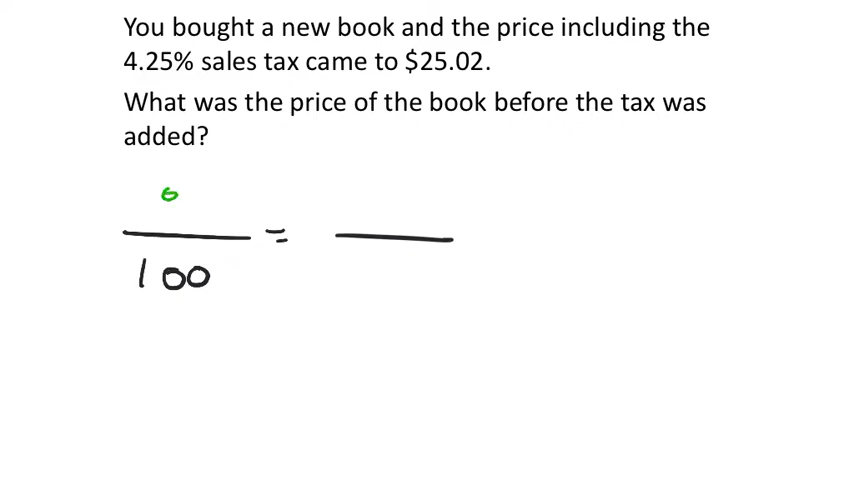 You bought a new book and the price including the
4.25% sales tax came to $25.02.
What was the price of the book before the tax was
added?
=
100